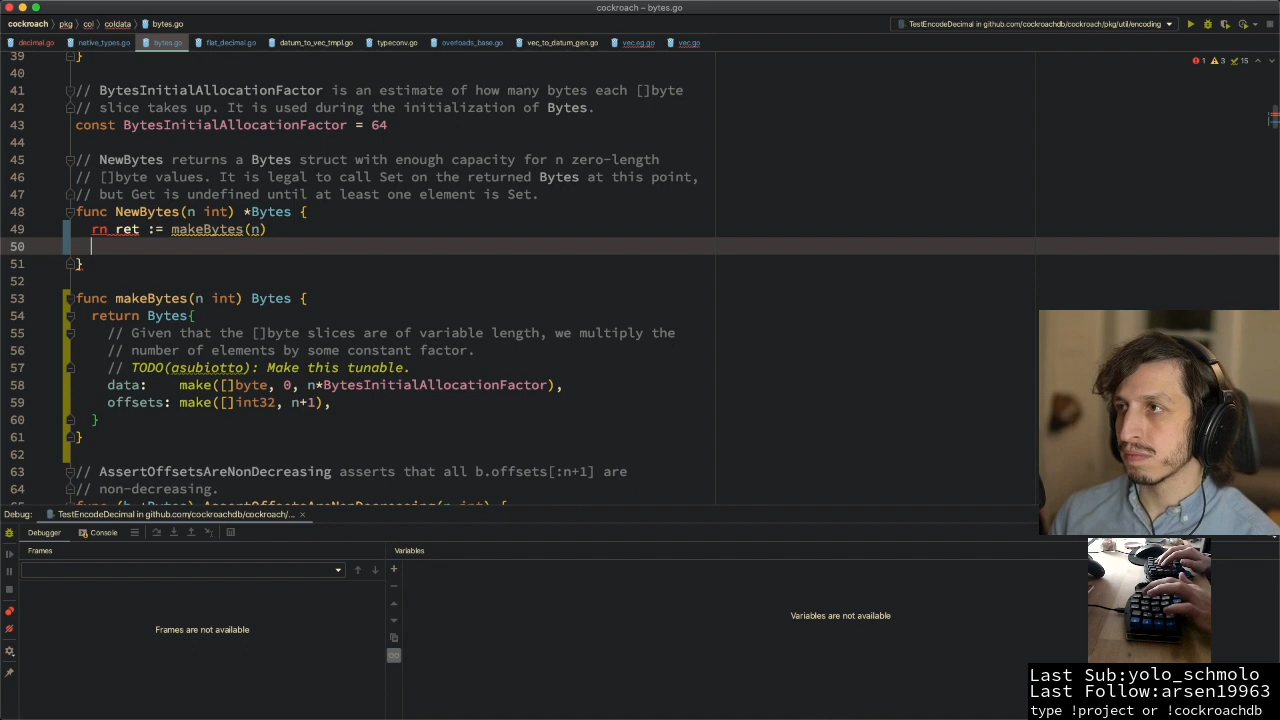 cockroach – bytes.go
cockroach › pkg › col › coldata › bytes.go
TestEncodeDecimal in github.com/cockroachdb/cockroach/pkg/util/encoding
decimal.go native_types.go bytes.go flat_decimal.go datum_to_vec_tmpl.go typeconv.go overloads_base.go vec_to_datum_gen.go vec.eg.go vec.go
39 }
1 3 15
40
41 // BytesInitialAllocationFactor is an estimate of how many bytes each []byte
42 // slice takes up. It is used during the initialization of Bytes.
43 const BytesInitialAllocationFactor = 64
44
45 // NewBytes returns a Bytes struct with enough capacity for n zero-length
46 // []byte values. It is legal to call Set on the returned Bytes at this point,
47 // but Get is undefined until at least one element is Set.
48 func NewBytes(n int) *Bytes {
49 rn ret := makeBytes(n)
50
51 }
52
53 func makeBytes(n int) Bytes {
54 return Bytes{
55 // Given that the []byte slices are of variable length, we multiply the
56 // number of elements by some constant factor.
57 // TODO(asubiotto): Make this tunable.
58 data: make([]byte, 0, n*BytesInitialAllocationFactor),
59 offsets: make([]int32, n+1),
60 }
61 }
62
63 // AssertOffsetsAreNonDecreasing asserts that all b.offsets[:n+1] are
64 // non-decreasing.
func (b *Bytes) AssertOffsetsAreNonDecreasing(n int) {
Debug: TestEncodeDecimal in github.com/cockroachdb/cockroach/...
Debugger Console
Frames
Variables
Frames are not available
Variables are not available
Last Sub:yolo_schmolo
Last Follow:arsen19963
type !project or !cockroachdb